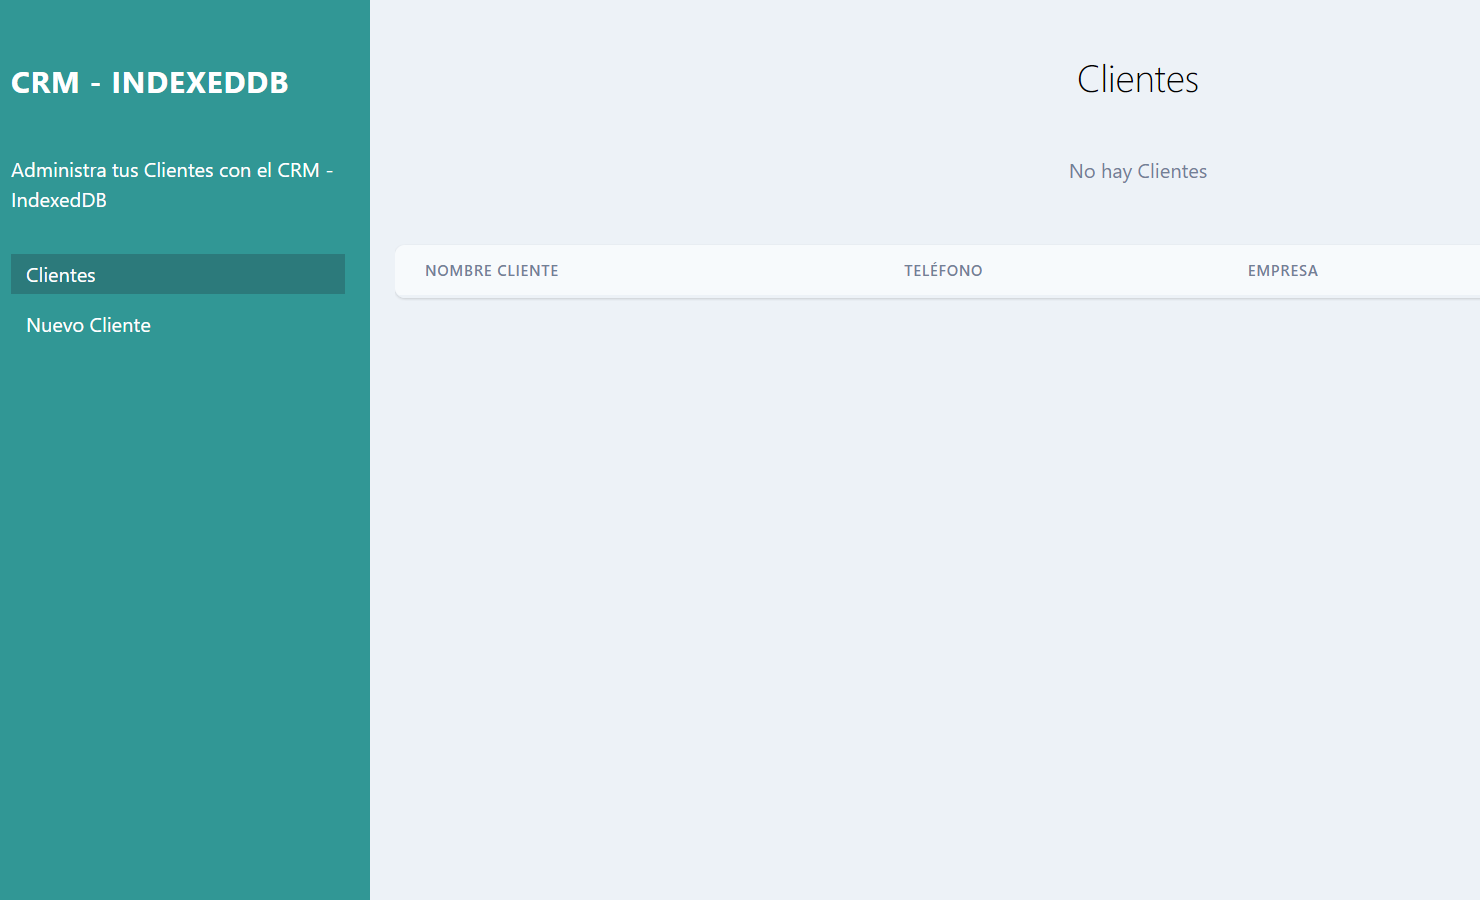 CRM - INDEXEDDB
Administra tus Clientes con el CRM -
IndexedDB
Clientes
Nuevo Cliente
Clientes
No hay Clientes
NOMBRE CLIENTE TELÉFONO EMPRESA